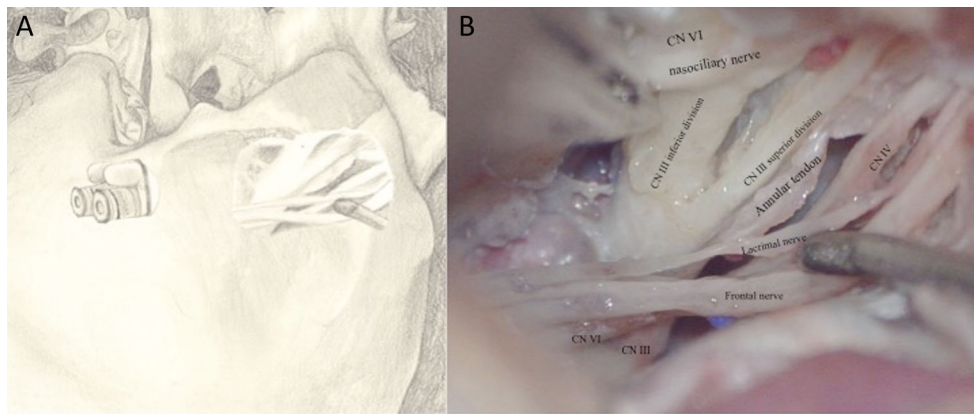 A
B
CN VI
nasociliary nerve
CN III inferior division
CN III superior division
Annular tendon
CN IV
Lacrimal nerve
Frontal nerve
CN VI
CN III